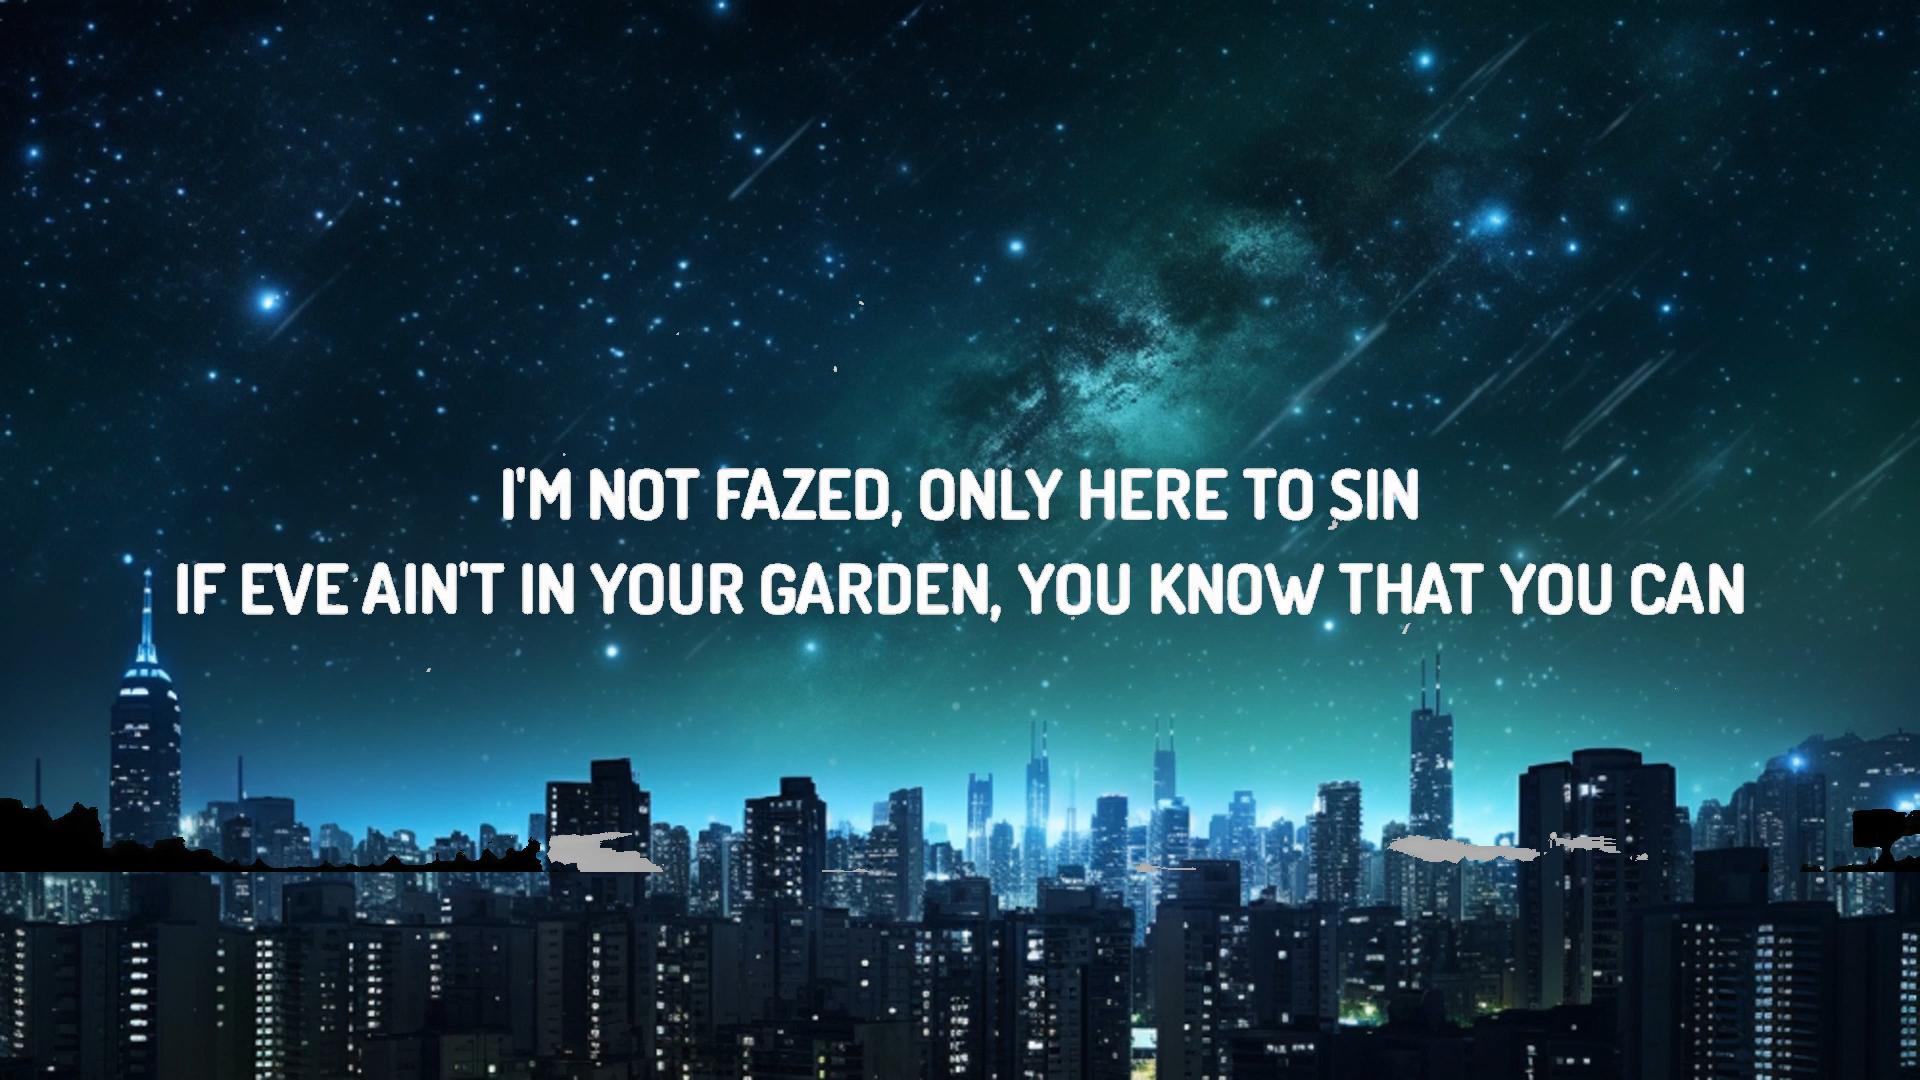 I'M NOT FAZED, ONLY HERE TO SIN
IF EVE AIN'T IN YOUR GARDEN, YOU KNOW THAT YOU CAN